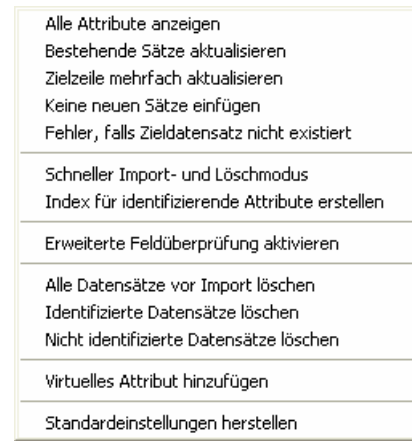 Alle Attribute anzeigen
Bestehende Sätze aktualisieren
Zielzeile mehrfach aktualisieren
Keine neuen Sätze einfügen
Fehler, falls Zieldatensatz nicht existiert
Schneller Import- und Löschmodus
Index für identifizierende Attribute erstellen
Erweiterte Feldüberprüfung aktivieren
Alle Datensätze vor Import löschen
Identifizierte Datensätze löschen
Nicht identifizierte Datensätze löschen
Virtuelles Attribut hinzufügen
Standardeinstellungen herstellen